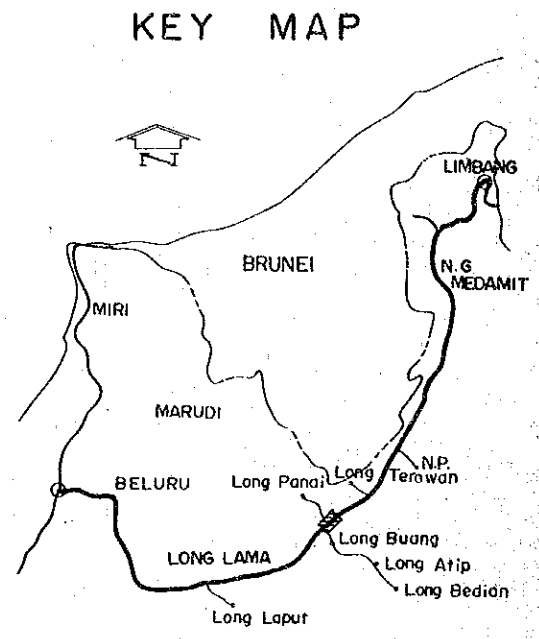 KEY MAP
N
LIMBANG
BRUNEI
N.G
MEDAMIT
MIRI
MARUDI
BELURU
Long Panai
Long
Terawan
N.P.
Long Buang
LONG LAMA
Long Atip
Long Bedian
Long Laput